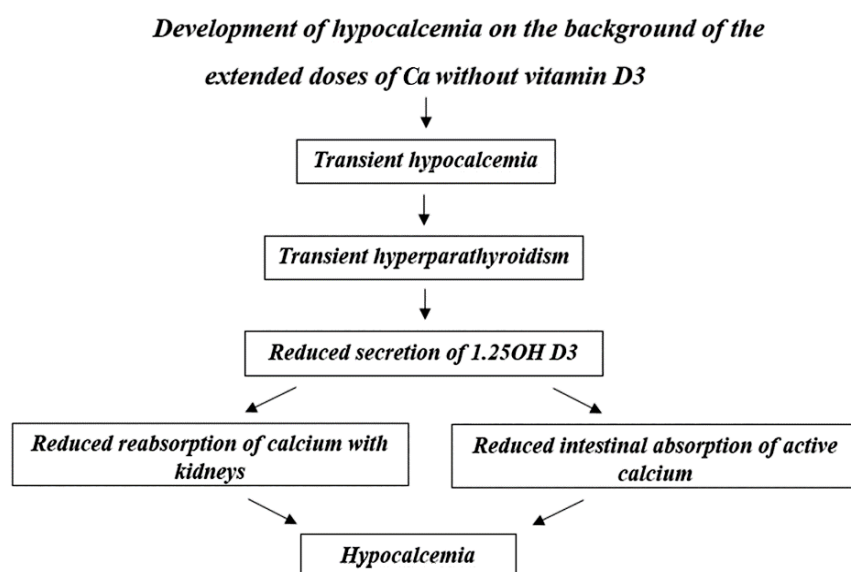 Development of hypocalcemia on the background of the
extended doses of Ca without vitamin D3
Transient hypocalcemia
Transient hyperparathyroidism
Reduced secretion of 1.25OH D3
Reduced reabsorption of calcium with
kidneys
Reduced intestinal absorption of active
calcium
Hypocalcemia